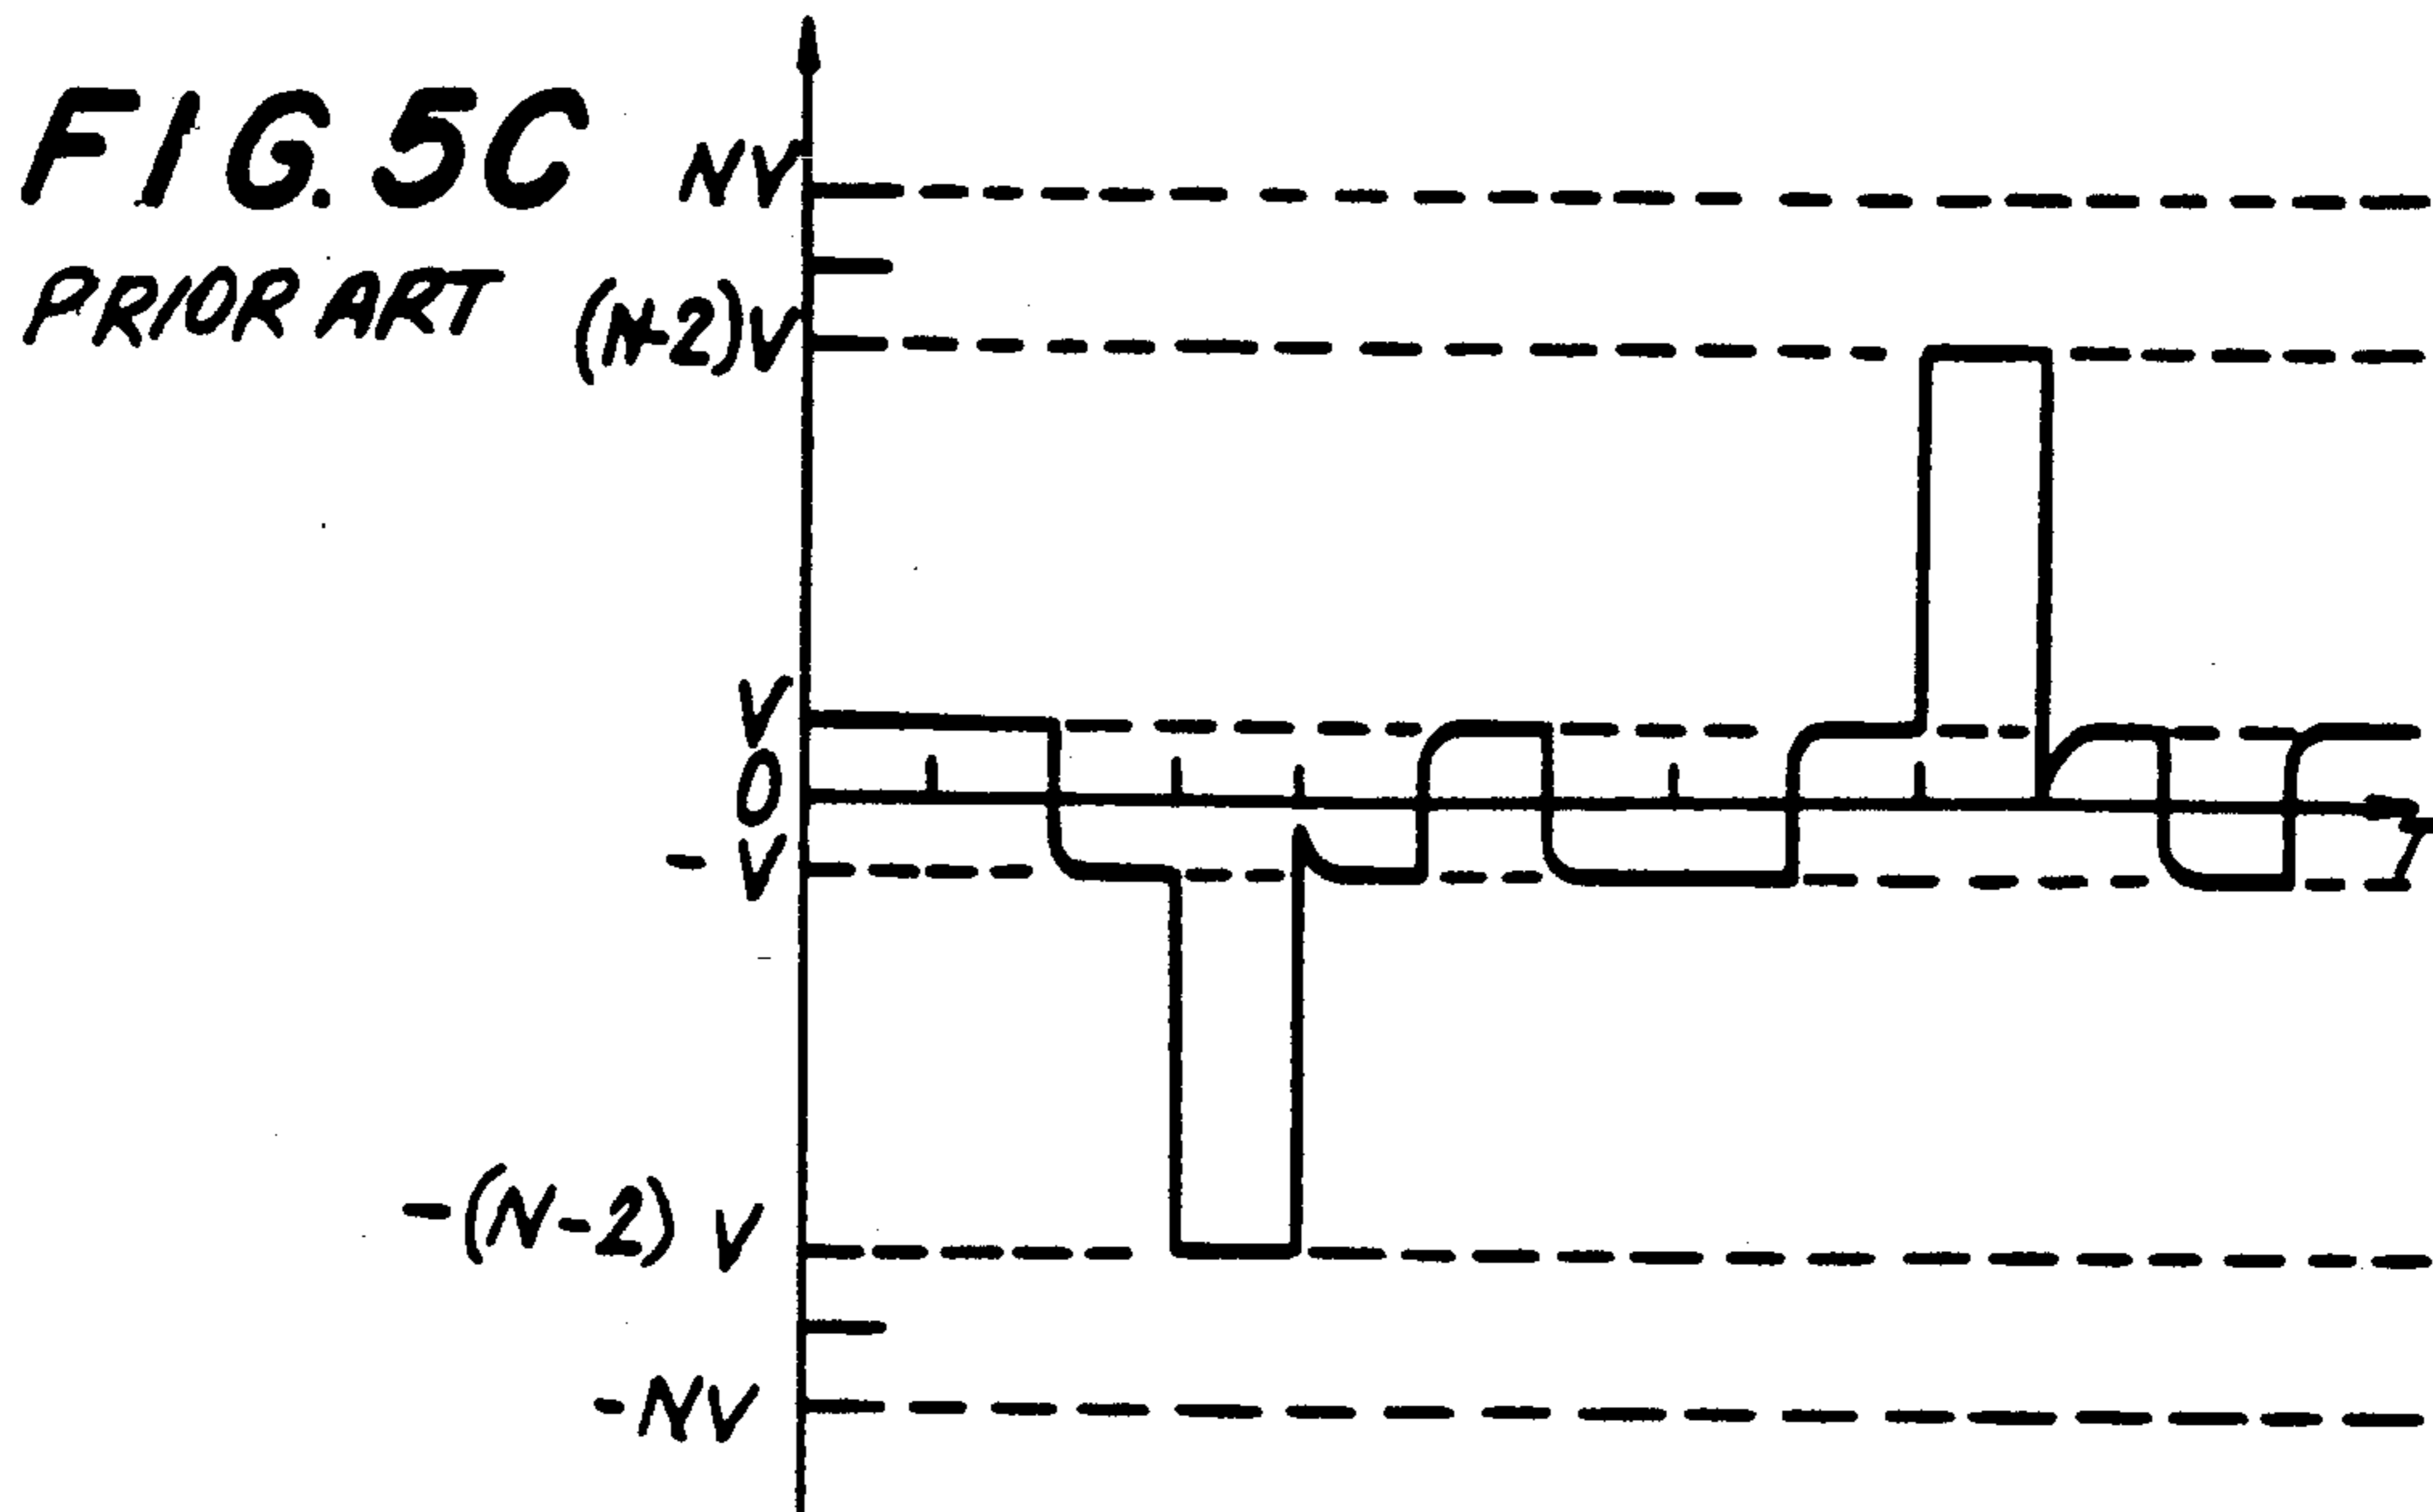 FIG. 5C
PRIOR ART
NV
(N-2)V
V
0
- V
-(N-2) V
-NV